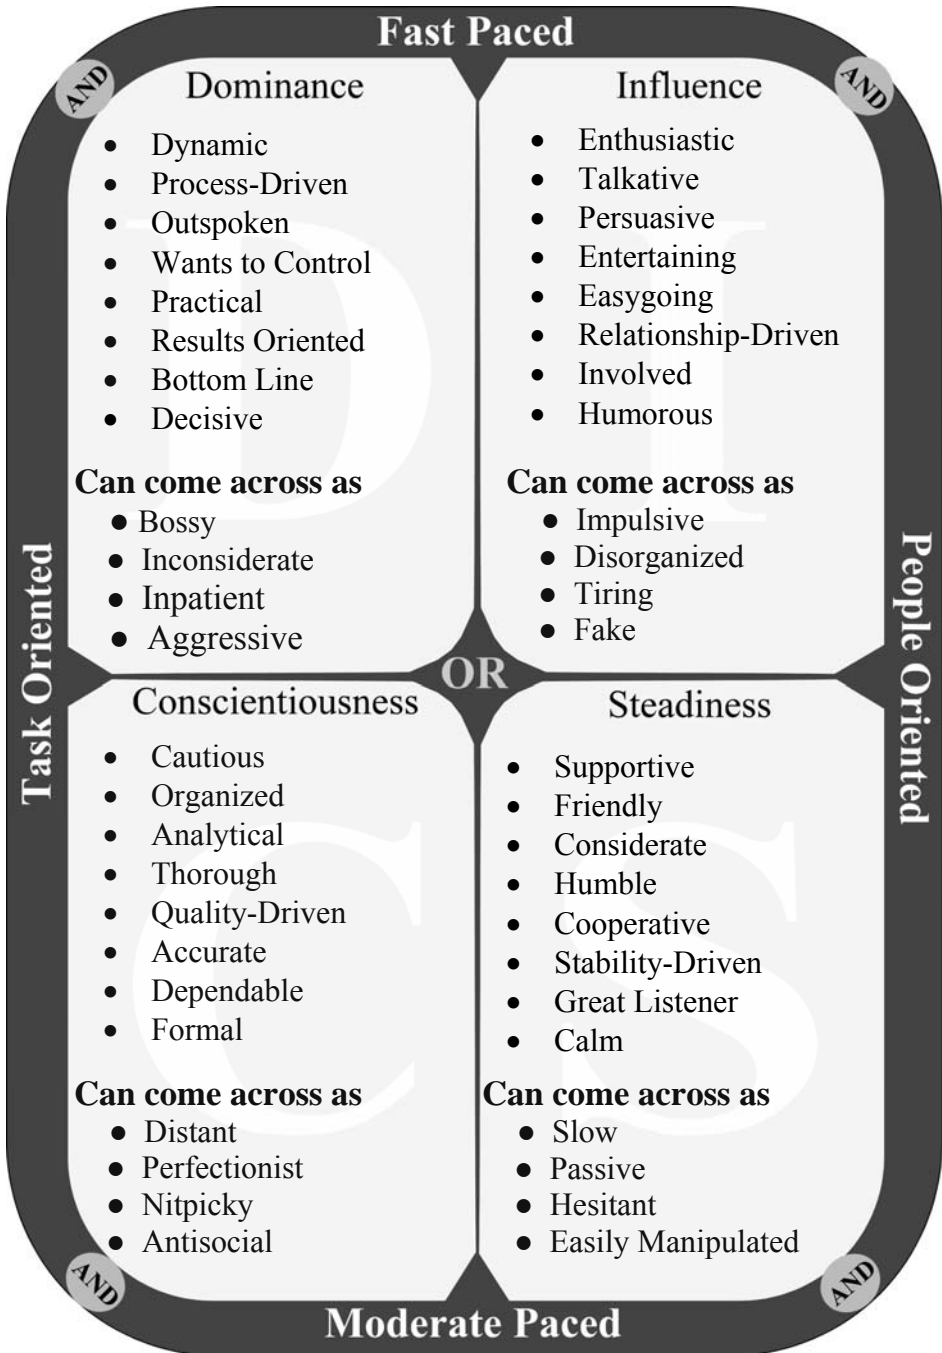 Fast Paced
AND
AND
Dominance
• Dynamic
• Process-Driven
• Outspoken
• Wants to Control
• Practical
• Results Oriented
• Bottom Line
• Decisive
Can come across as
• Bossy
• Inconsiderate
• Inpatient
• Aggressive
D
Influence
• Enthusiastic
• Talkative
• Persuasive
• Entertaining
• Easygoing
• Relationship-Driven
• Involved
• Humorous
Can come across as
• Impulsive
• Disorganized
• Tiring
• Fake
I
Task Oriented
OR
People Oriented
Conscientiousness
• Cautious
• Organized
• Analytical
• Thorough
• Quality-Driven
• Accurate
• Dependable
• Formal
Can come across as
• Distant
• Perfectionist
• Nitpicky
• Antisocial
C
Steadiness
• Supportive
• Friendly
• Considerate
• Humble
• Cooperative
• Stability-Driven
• Great Listener
• Calm
Can come across as
• Slow
• Passive
• Hesitant
• Easily Manipulated
S
AND
AND
Moderate Paced